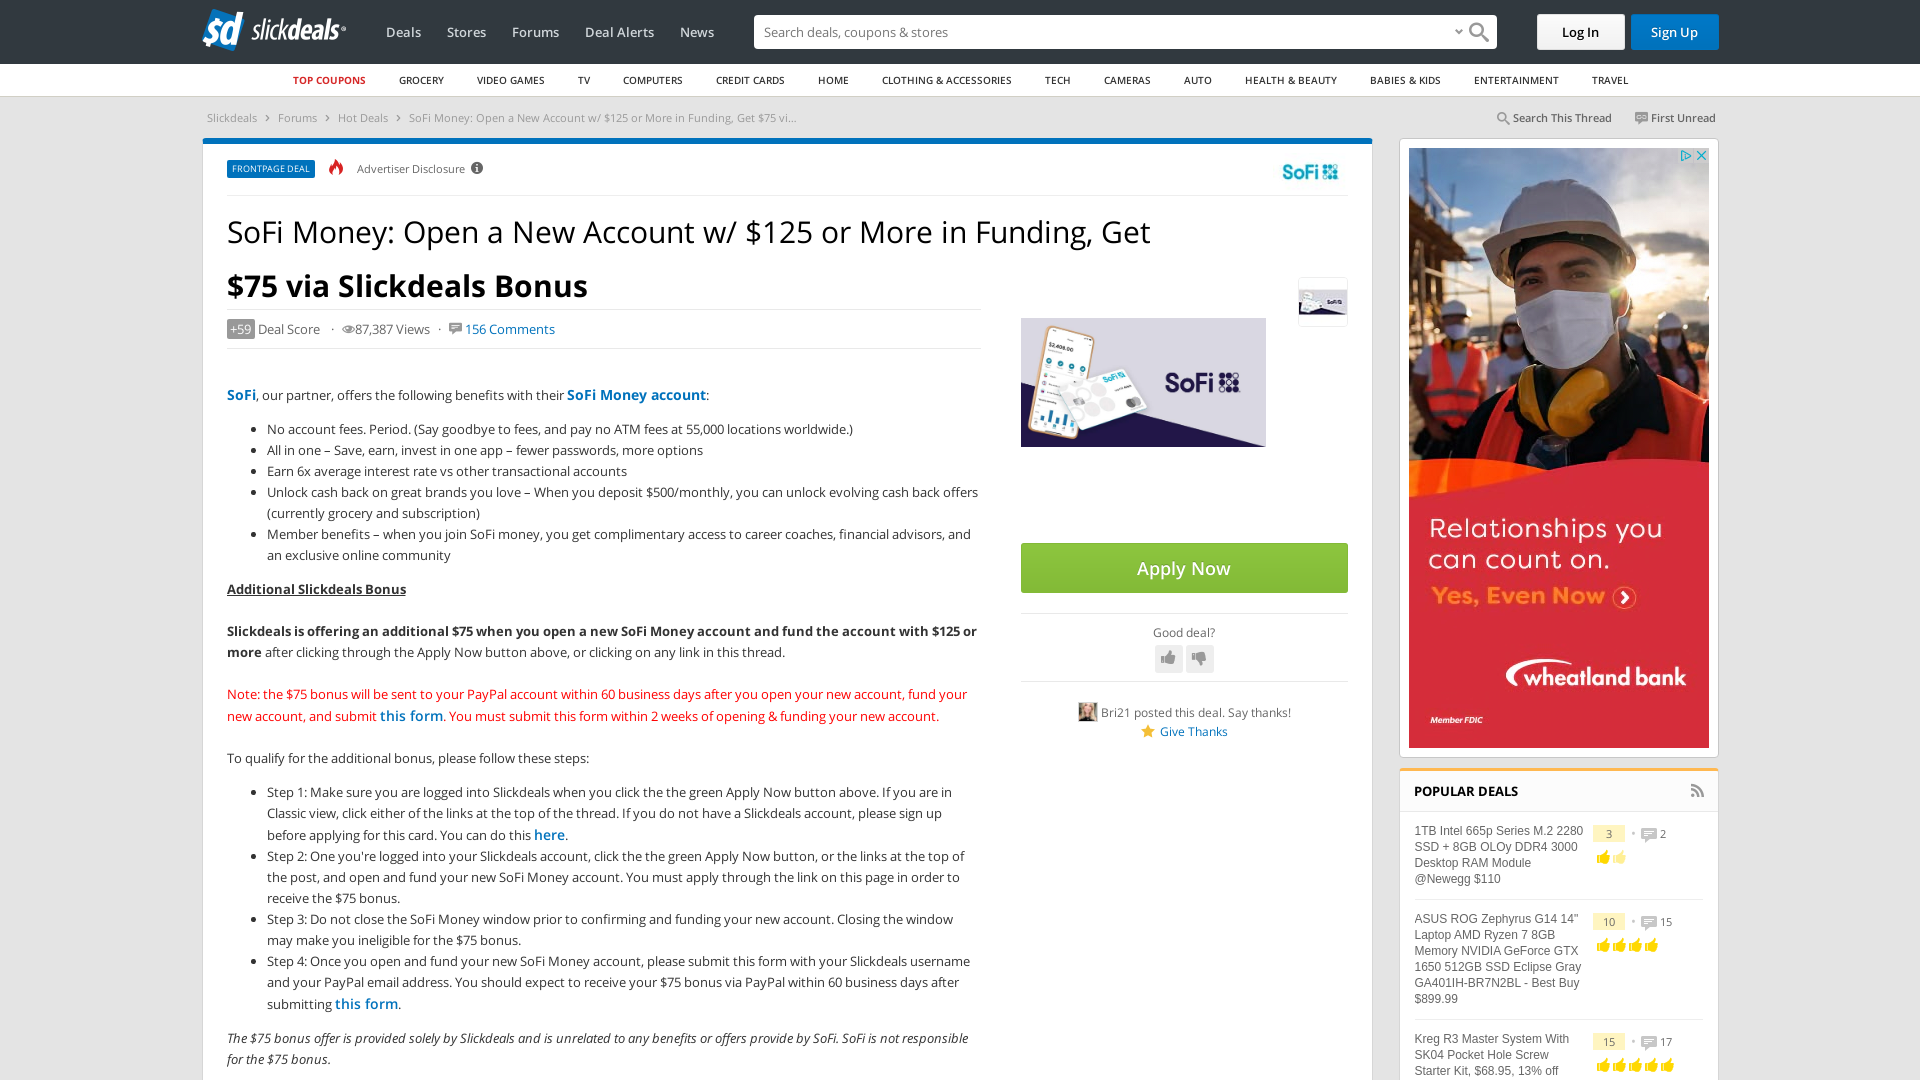 slickdeals
Deals
Stores
Forums
Deal Alerts
News
Search deals, coupons & stores
Log In
Sign Up
TOP COUPONS
GROCERY
VIDEO GAMES
TV
COMPUTERS
CREDIT CARDS
HOME
CLOTHING & ACCESSORIES
TECH
CAMERAS
AUTO
HEALTH & BEAUTY
BABIES & KIDS
ENTERTAINMENT
TRAVEL
Slickdeals > Forums > Hot Deals > SoFi Money: Open a New Account w/ $125 or More in Funding, Get $75 vi...
Search This Thread
First Unread
FRONTPAGE DEAL
Advertiser Disclosure
SoFi
SoFi Money: Open a New Account w/ $125 or More in Funding, Get
$75 via Slickdeals Bonus
+59 Deal Score · 87,387 Views · 156 Comments
SoFi, our partner, offers the following benefits with their SoFi Money account:
• No account fees. Period. (Say goodbye to fees, and pay no ATM fees at 55,000 locations worldwide.)
• All in one – Save, earn, invest in one app – fewer passwords, more options
• Earn 6x average interest rate vs other transactional accounts
• Unlock cash back on great brands you love – When you deposit $500/monthly, you can unlock evolving cash back offers
(currently grocery and subscription)
• Member benefits – when you join SoFi money, you get complimentary access to career coaches, financial advisors, and
an exclusive online community
Additional Slickdeals Bonus
Slickdeals is offering an additional $75 when you open a new SoFi Money account and fund the account with $125 or
more after clicking through the Apply Now button above, or clicking on any link in this thread.
Note: the $75 bonus will be sent to your PayPal account within 60 business days after you open your new account, fund your
new account, and submit this form. You must submit this form within 2 weeks of opening & funding your new account.
To qualify for the additional bonus, please follow these steps:
• Step 1: Make sure you are logged into Slickdeals when you click the the green Apply Now button above. If you are in
Classic view, click either of the links at the top of the thread. If you do not have a Slickdeals account, please sign up
before applying for this card. You can do this here.
• Step 2: One you're logged into your Slickdeals account, click the the green Apply Now button, or the links at the top of
the post, and open and fund your new SoFi Money account. You must apply through the link on this page in order to
receive the $75 bonus.
• Step 3: Do not close the SoFi Money window prior to confirming and funding your new account. Closing the window
may make you ineligible for the $75 bonus.
• Step 4: Once you open and fund your new SoFi Money account, please submit this form with your Slickdeals username
and your PayPal email address. You should expect to receive your $75 bonus via PayPal within 60 business days after
submitting this form.
The $75 bonus offer is provided solely by Slickdeals and is unrelated to any benefits or offers provide by SoFi. SoFi is not responsible
for the $75 bonus.
$2,408.00
SoFi
SoFi
Apply Now
Good deal?
Bri21 posted this deal. Say thanks!
Give Thanks
Relationships you
can count on.
Yes, Even Now
wheatland bank
Member FDIC
POPULAR DEALS
1TB Intel 665p Series M.2 2280
SSD + 8GB OLOy DDR4 3000
Desktop RAM Module
@Newegg $110
3 • 2
ASUS ROG Zephyrus G14 14"
Laptop AMD Ryzen 7 8GB
Memory NVIDIA GeForce GTX
1650 512GB SSD Eclipse Gray
GA401IH-BR7N2BL - Best Buy
$899.99
10 • 15
Kreg R3 Master System With
SK04 Pocket Hole Screw
Starter Kit, $68.95, 13% off
15 • 17